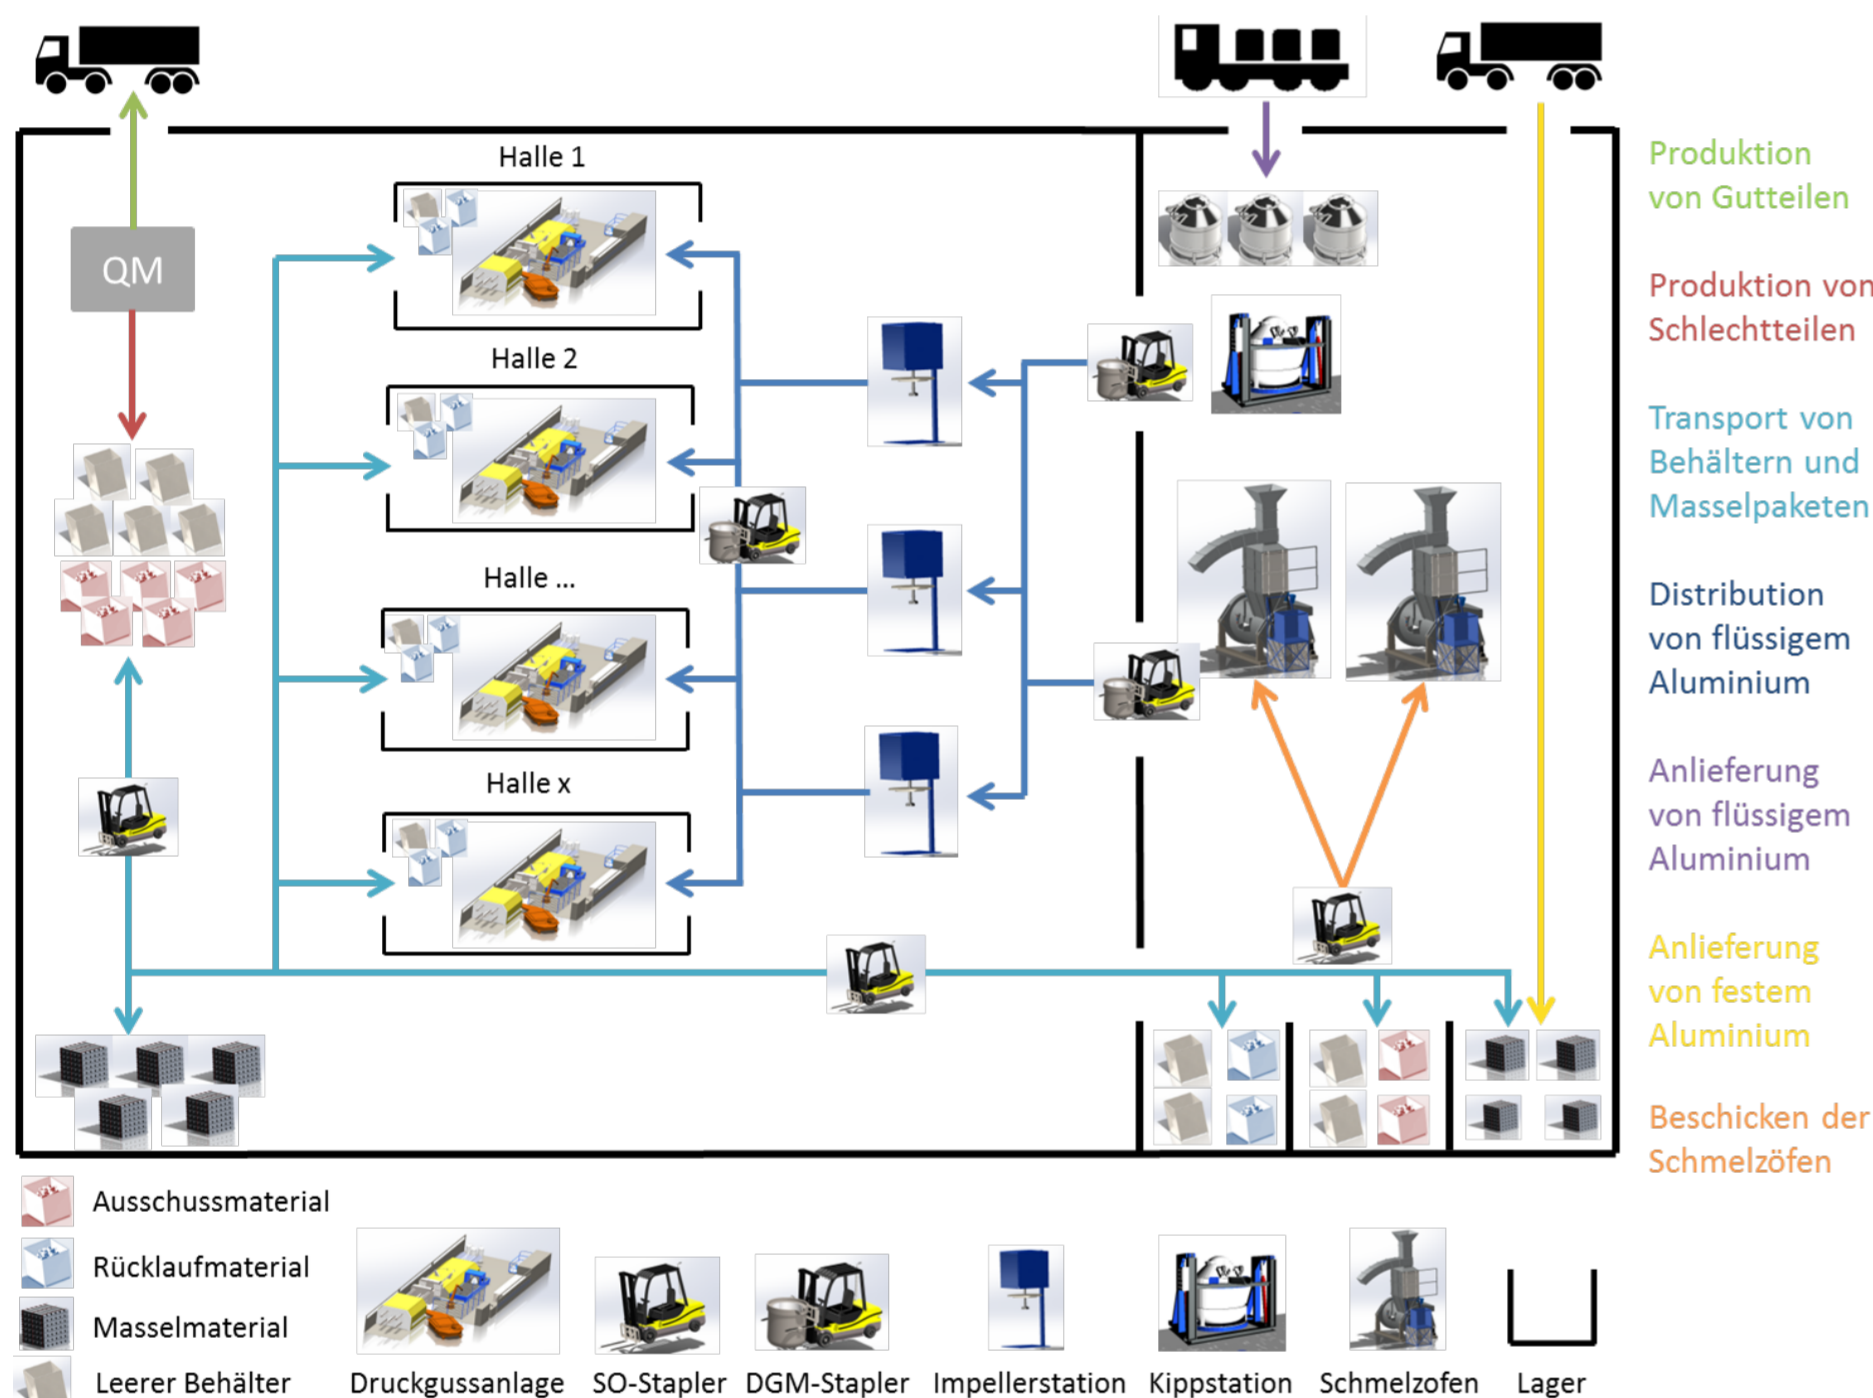 Halle 1
QM
Halle 2
Halle ...
Halle x
Produktion
von Gutteilen
Produktion von
Schlechtteilen
Transport von
Behältern und
Masselpaketen
Distribution
von flüssigem
Aluminium
Anlieferung
von flüssigem
Aluminium
Anlieferung
von festem
Aluminium
Beschicken der
Schmelzöfen
Ausschussmaterial
Rücklaufmaterial
Masselmaterial
Leerer Behälter
Druckgussanlage
SO-Stapler
DGM-Stapler
Impellerstation
Kippstation
Schmelzofen
Lager